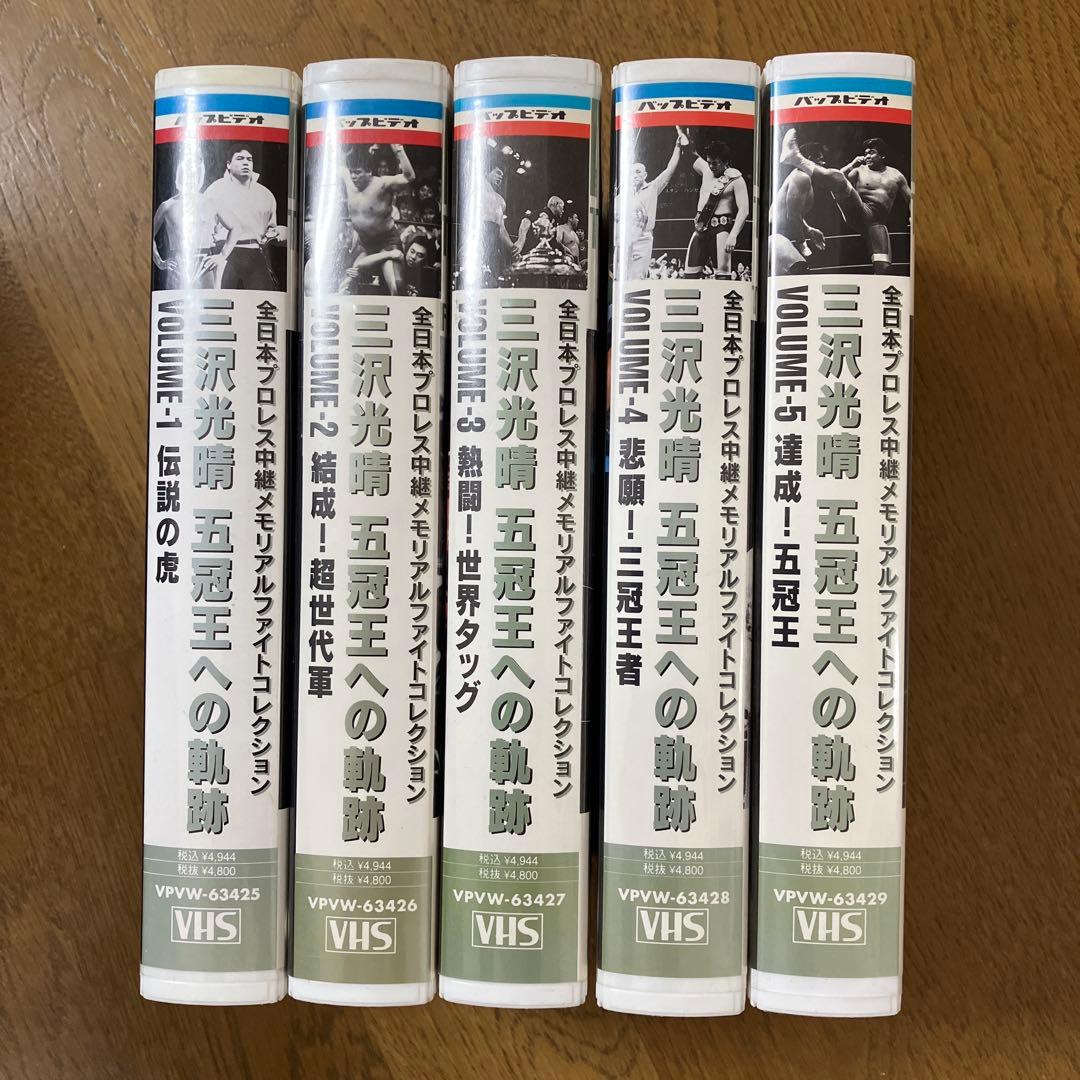 バップビデオ
全日本プロレス中継メモリアルファイトコレクション
三沢光晴 五冠王への軌跡
VOLUME-1 伝説の虎
税込 ¥4,944
税抜 ¥4,800
VPVW-63425
VHS
バップビデオ
全日本プロレス中継メモリアルファイトコレクション
三沢光晴 五冠王への軌跡
VOLUME-2 結成!超世代軍
税込 ¥4,944
税抜 ¥4,800
VPVW-63426
VHS
バップビデオ
全日本プロレス中継メモリアルファイトコレクション
三沢光晴 五冠王への軌跡
VOLUME-3 熱闘!世界タッグ
税込 ¥4,944
税抜 ¥4,800
VPVW-63427
VHS
バップビデオ
全日本プロレス中継メモリアルファイトコレクション
三沢光晴 五冠王への軌跡
VOLUME-4 悲願!三冠王者
税込 ¥4,944
税抜 ¥4,800
VPVW-63428
VHS
バップビデオ
全日本プロレス中継メモリアルファイトコレクション
三沢光晴 五冠王への軌跡
VOLUME-5 達成!五冠王
税込 ¥4,944
税抜 ¥4,800
VPVW-63429
VHS